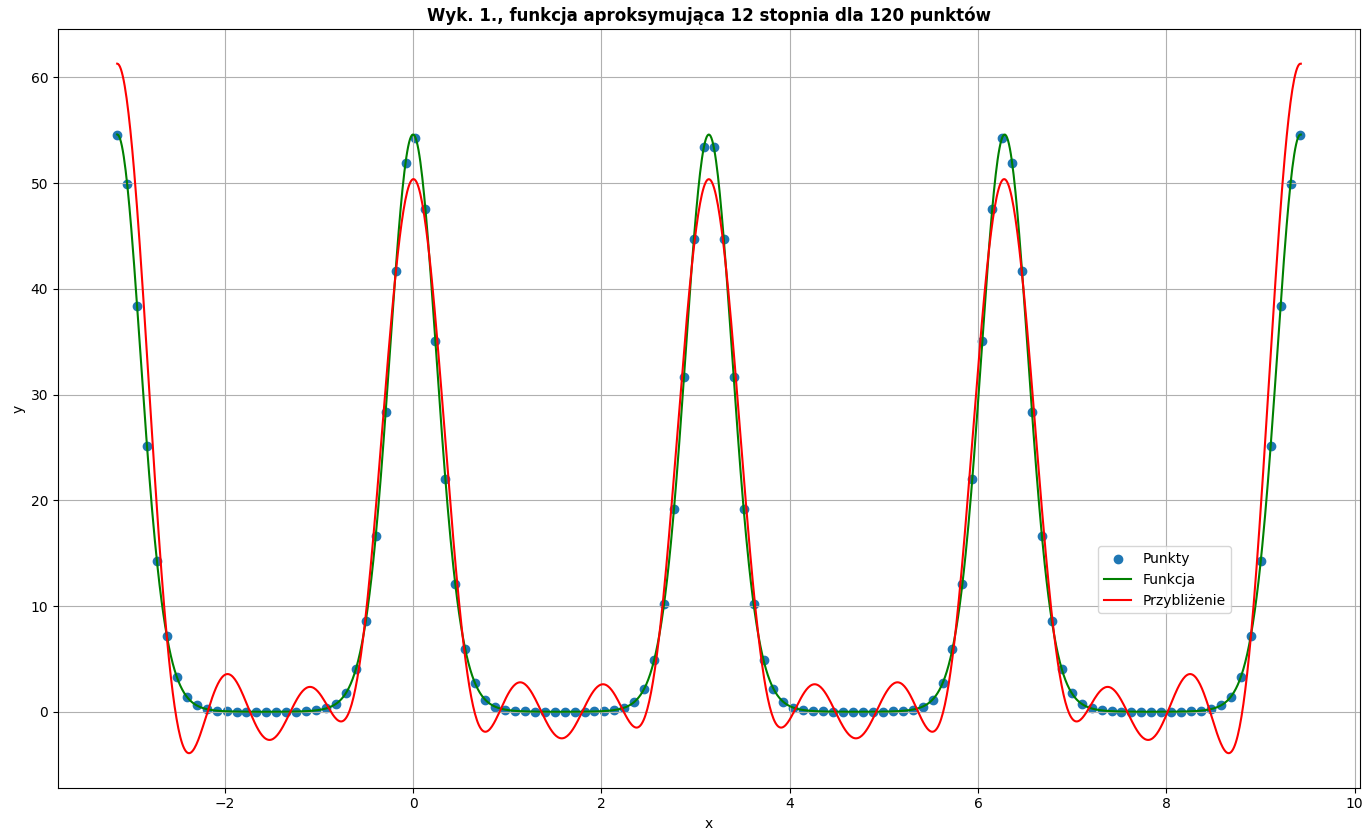 Wyk. 1., funkcja aproksymująca 12 stopnia dla 120 punktów
60
50
40
30
20
10
0
y
Punkty
Funkcja
Przybliżenie
−2 0 2 4 6 8 10
x